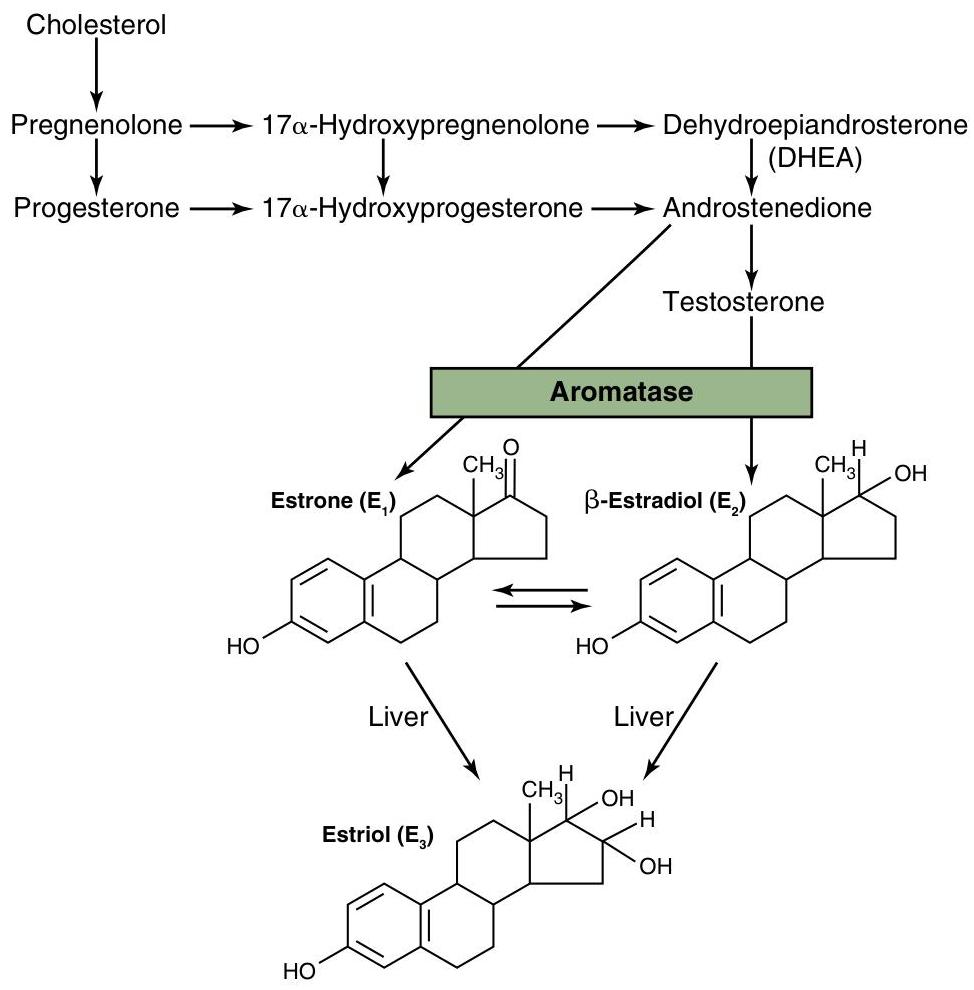 Cholesterol
Pregnenolone 17α-Hydroxypregnenolone Dehydroepiandrosterone
(DHEA)
Progesterone 17α-Hydroxyprogesterone Androstenedione
Testosterone
Aromatase
O
CH₃
Estrone (E₁)
HO
H
CH₃
OH
β-Estradiol (E₂)
HO
Liver Liver
H
CH₃
OH
H
Estriol (E₃)
OH
HO